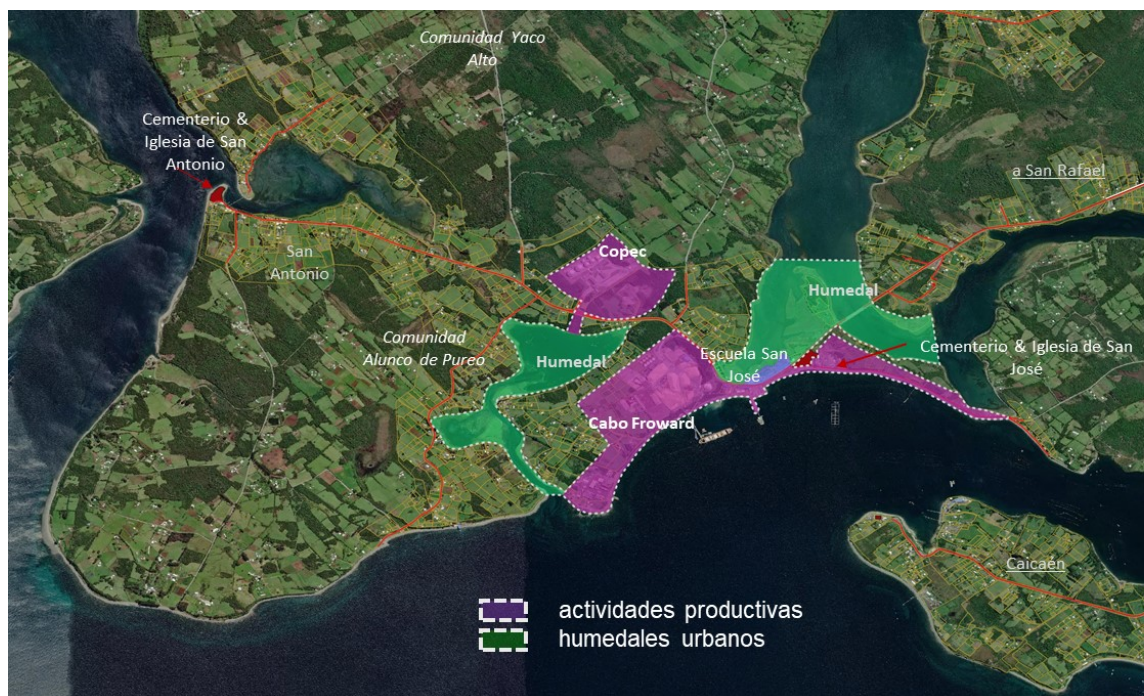 Comunidad Yaco
Alto
Cementerio &
Iglesia de San
Antonio
a San Rafael
San
Antonio
Copec
Humedal
Comunidad
Alunco de Pureo
Humedal
Escuela San
José
Cementerio & Iglesia de San
José
Cabo Froward
Caicaén
actividades productivas
humedales urbanos